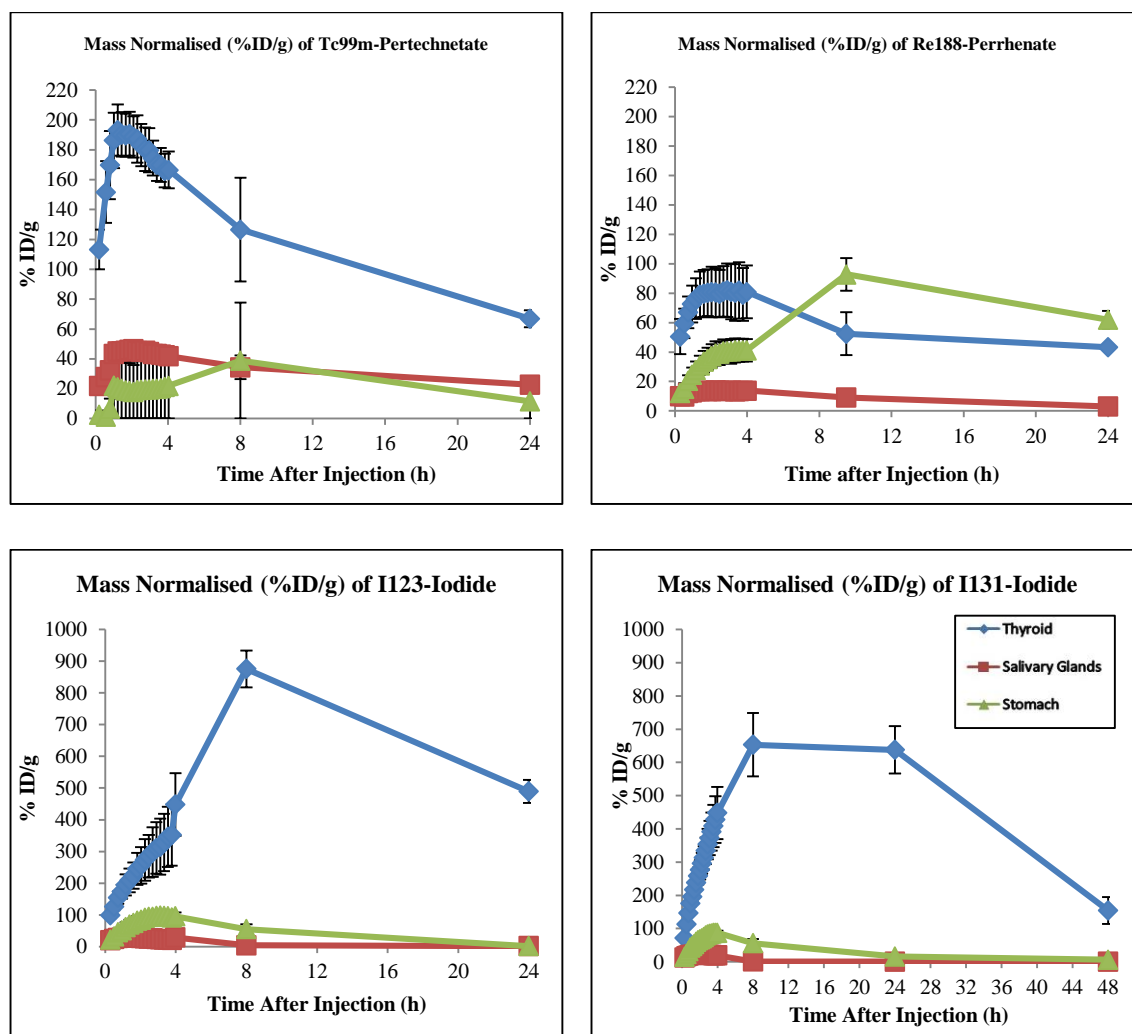 Mass Normalised (%ID/g) of Tc99m-Pertechnetate
220
200
180
160
140
120
100
80
60
40
20
0
% ID/g
0 4 8 12 16 20 24
Time After Injection (h)
Mass Normalised (%ID/g) of Re188-Perrhenate
220
200
180
160
140
120
100
80
60
40
20
0
% ID/g
0 4 8 12 16 20 24
Time after Injection (h)
Mass Normalised (%ID/g) of I123-Iodide
1000
900
800
700
600
500
400
300
200
100
0
% ID/g
0 4 8 12 16 20 24
Time After Injection (h)
Mass Normalised (%ID/g) of I131-Iodide
1000
900
800
700
600
500
400
300
200
100
0
% ID/g
0 4 8 12 16 20 24 28 32 36 40 44 48
Time After Injection (h)
Thyroid
Salivary Glands
Stomach